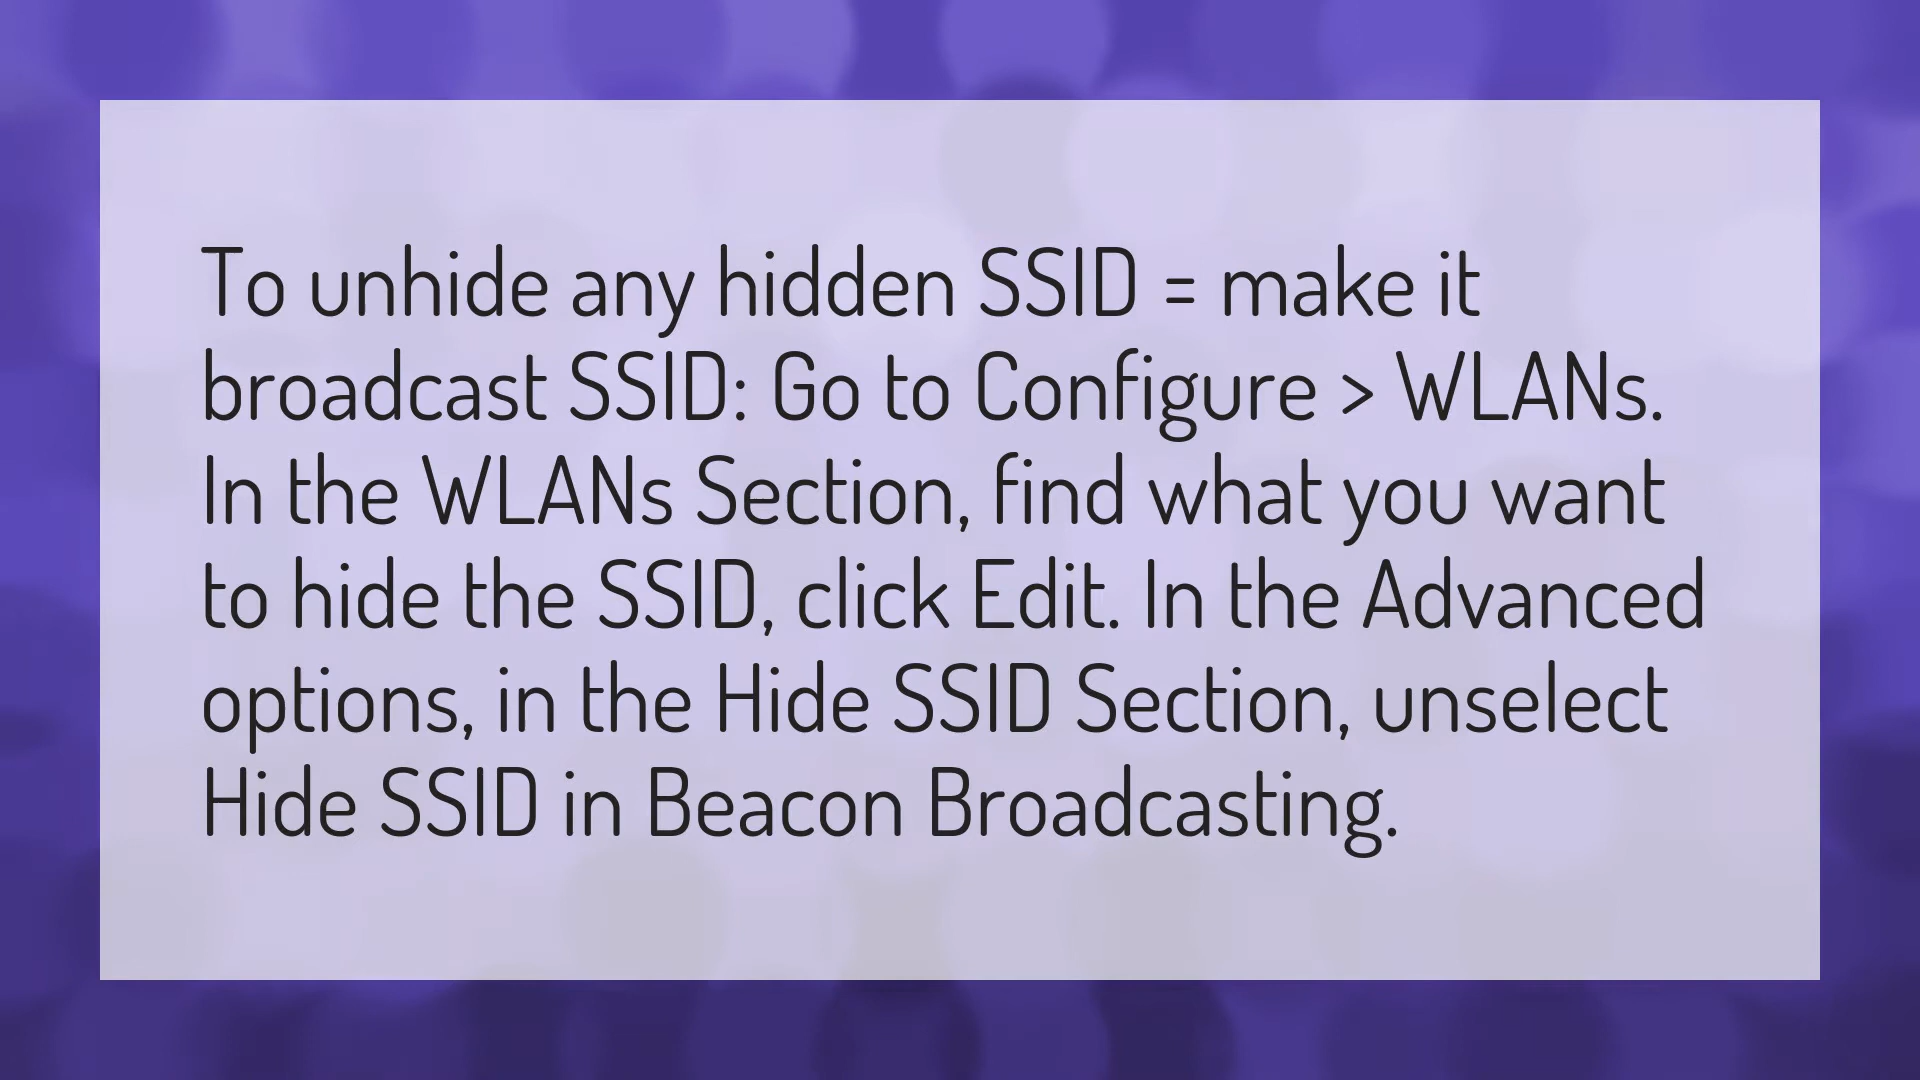 To unhide any hidden SSID = make it
broadcast SSID: Go to Configure > WLANs.
In the WLANs Section, find what you want
to hide the SSID, click Edit. In the Advanced
options, in the Hide SSID Section, unselect
Hide SSID in Beacon Broadcasting.